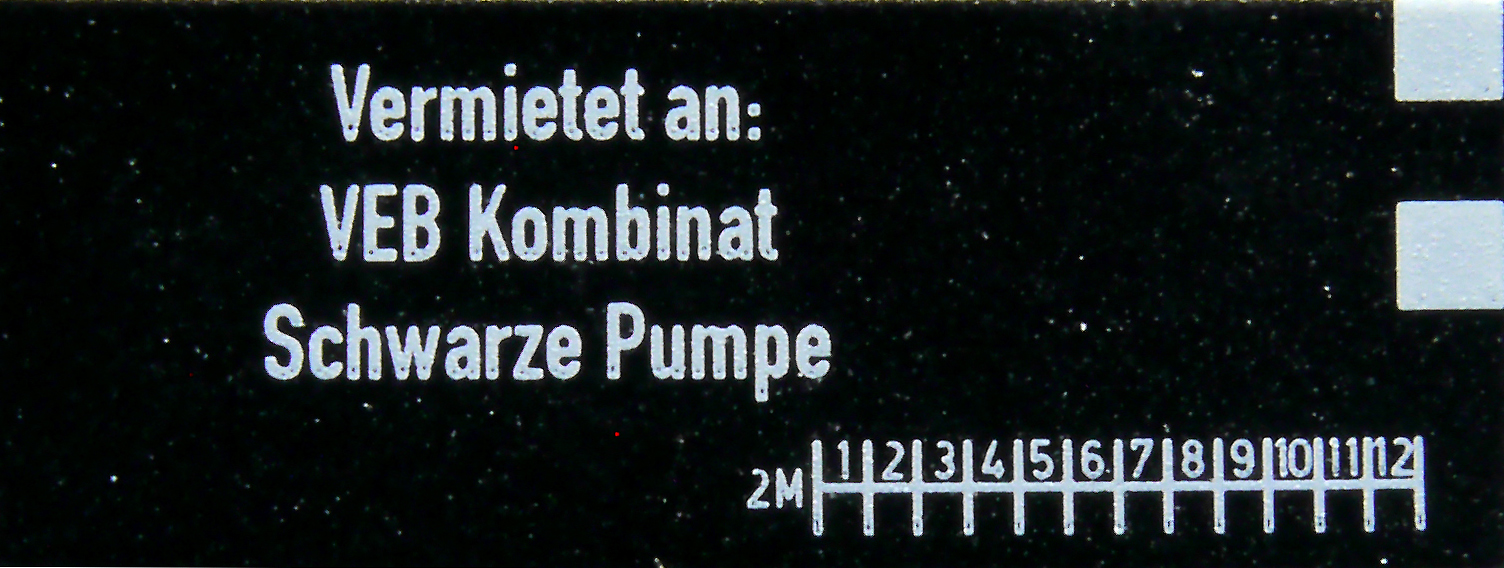 Vermietet an:
VEB Kombinat
Schwarze Pumpe
2M 1 2 3 4 5 6 7 8 9 10 11 12